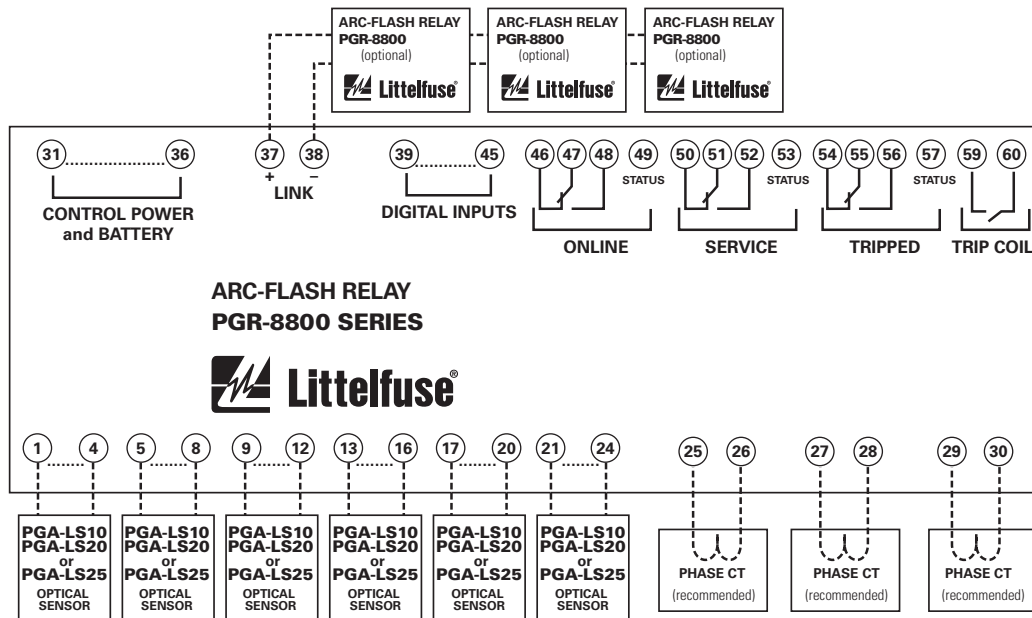 ARC-FLASH RELAY
PGR-8800
(optional)
Littelfuse®
ARC-FLASH RELAY
PGR-8800
(optional)
Littelfuse®
ARC-FLASH RELAY
PGR-8800
(optional)
Littelfuse®
31 36 37 38 39 45 46 47 48 49 50 51 52 53 54 55 56 57 59 60
+ –
LINK
STATUS STATUS STATUS
CONTROL POWER
and BATTERY
DIGITAL INPUTS
ONLINE SERVICE TRIPPED TRIP COIL
ARC-FLASH RELAY
PGR-8800 SERIES
Littelfuse®
1 4 5 8 9 12 13 16 17 20 21 24 25 26 27 28 29 30
PGA-LS10
PGA-LS20
or
PGA-LS25
OPTICAL
SENSOR
PGA-LS10
PGA-LS20
or
PGA-LS25
OPTICAL
SENSOR
PGA-LS10
PGA-LS20
or
PGA-LS25
OPTICAL
SENSOR
PGA-LS10
PGA-LS20
or
PGA-LS25
OPTICAL
SENSOR
PGA-LS10
PGA-LS20
or
PGA-LS25
OPTICAL
SENSOR
PGA-LS10
PGA-LS20
or
PGA-LS25
OPTICAL
SENSOR
PHASE CT
(recommended)
PHASE CT
(recommended)
PHASE CT
(recommended)